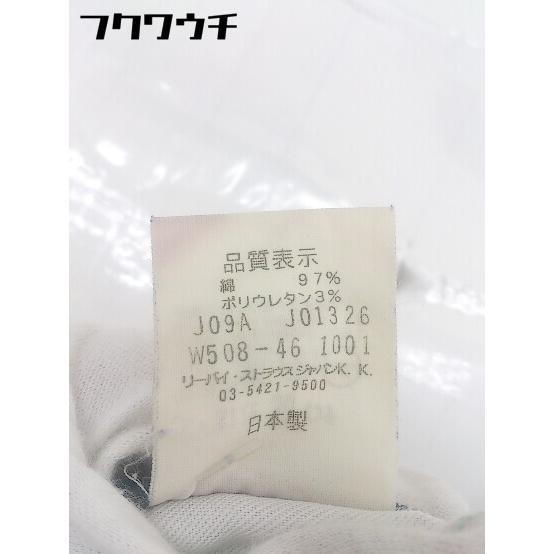 フクワウチ
品質表示
綿 97%
ポリウレタン3%
J09A J01326
W508-46 1001
リーバイ・ストラウス ジャパンK.K.
03-5421-9500
日本製